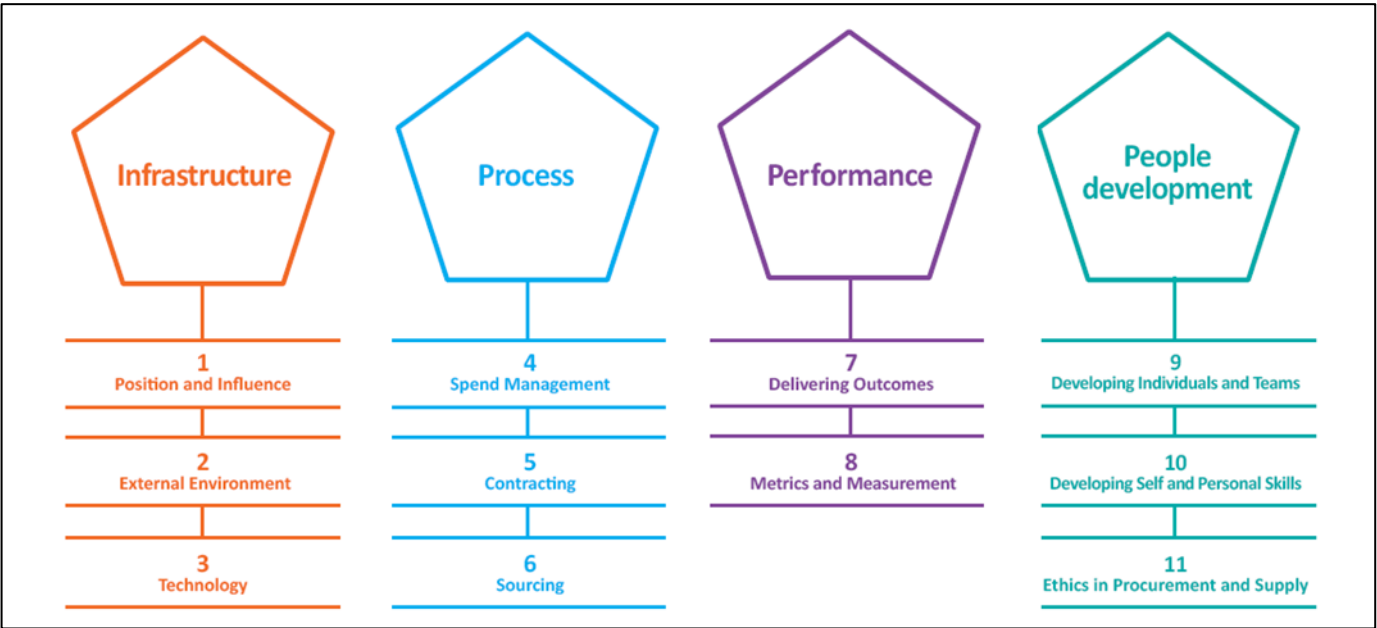 Infrastructure
1
Position and Influence
2
External Environment
3
Technology
Process
4
Spend Management
5
Contracting
6
Sourcing
Performance
7
Delivering Outcomes
8
Metrics and Measurement
People
development
9
Developing Individuals and Teams
10
Developing Self and Personal Skills
11
Ethics in Procurement and Supply